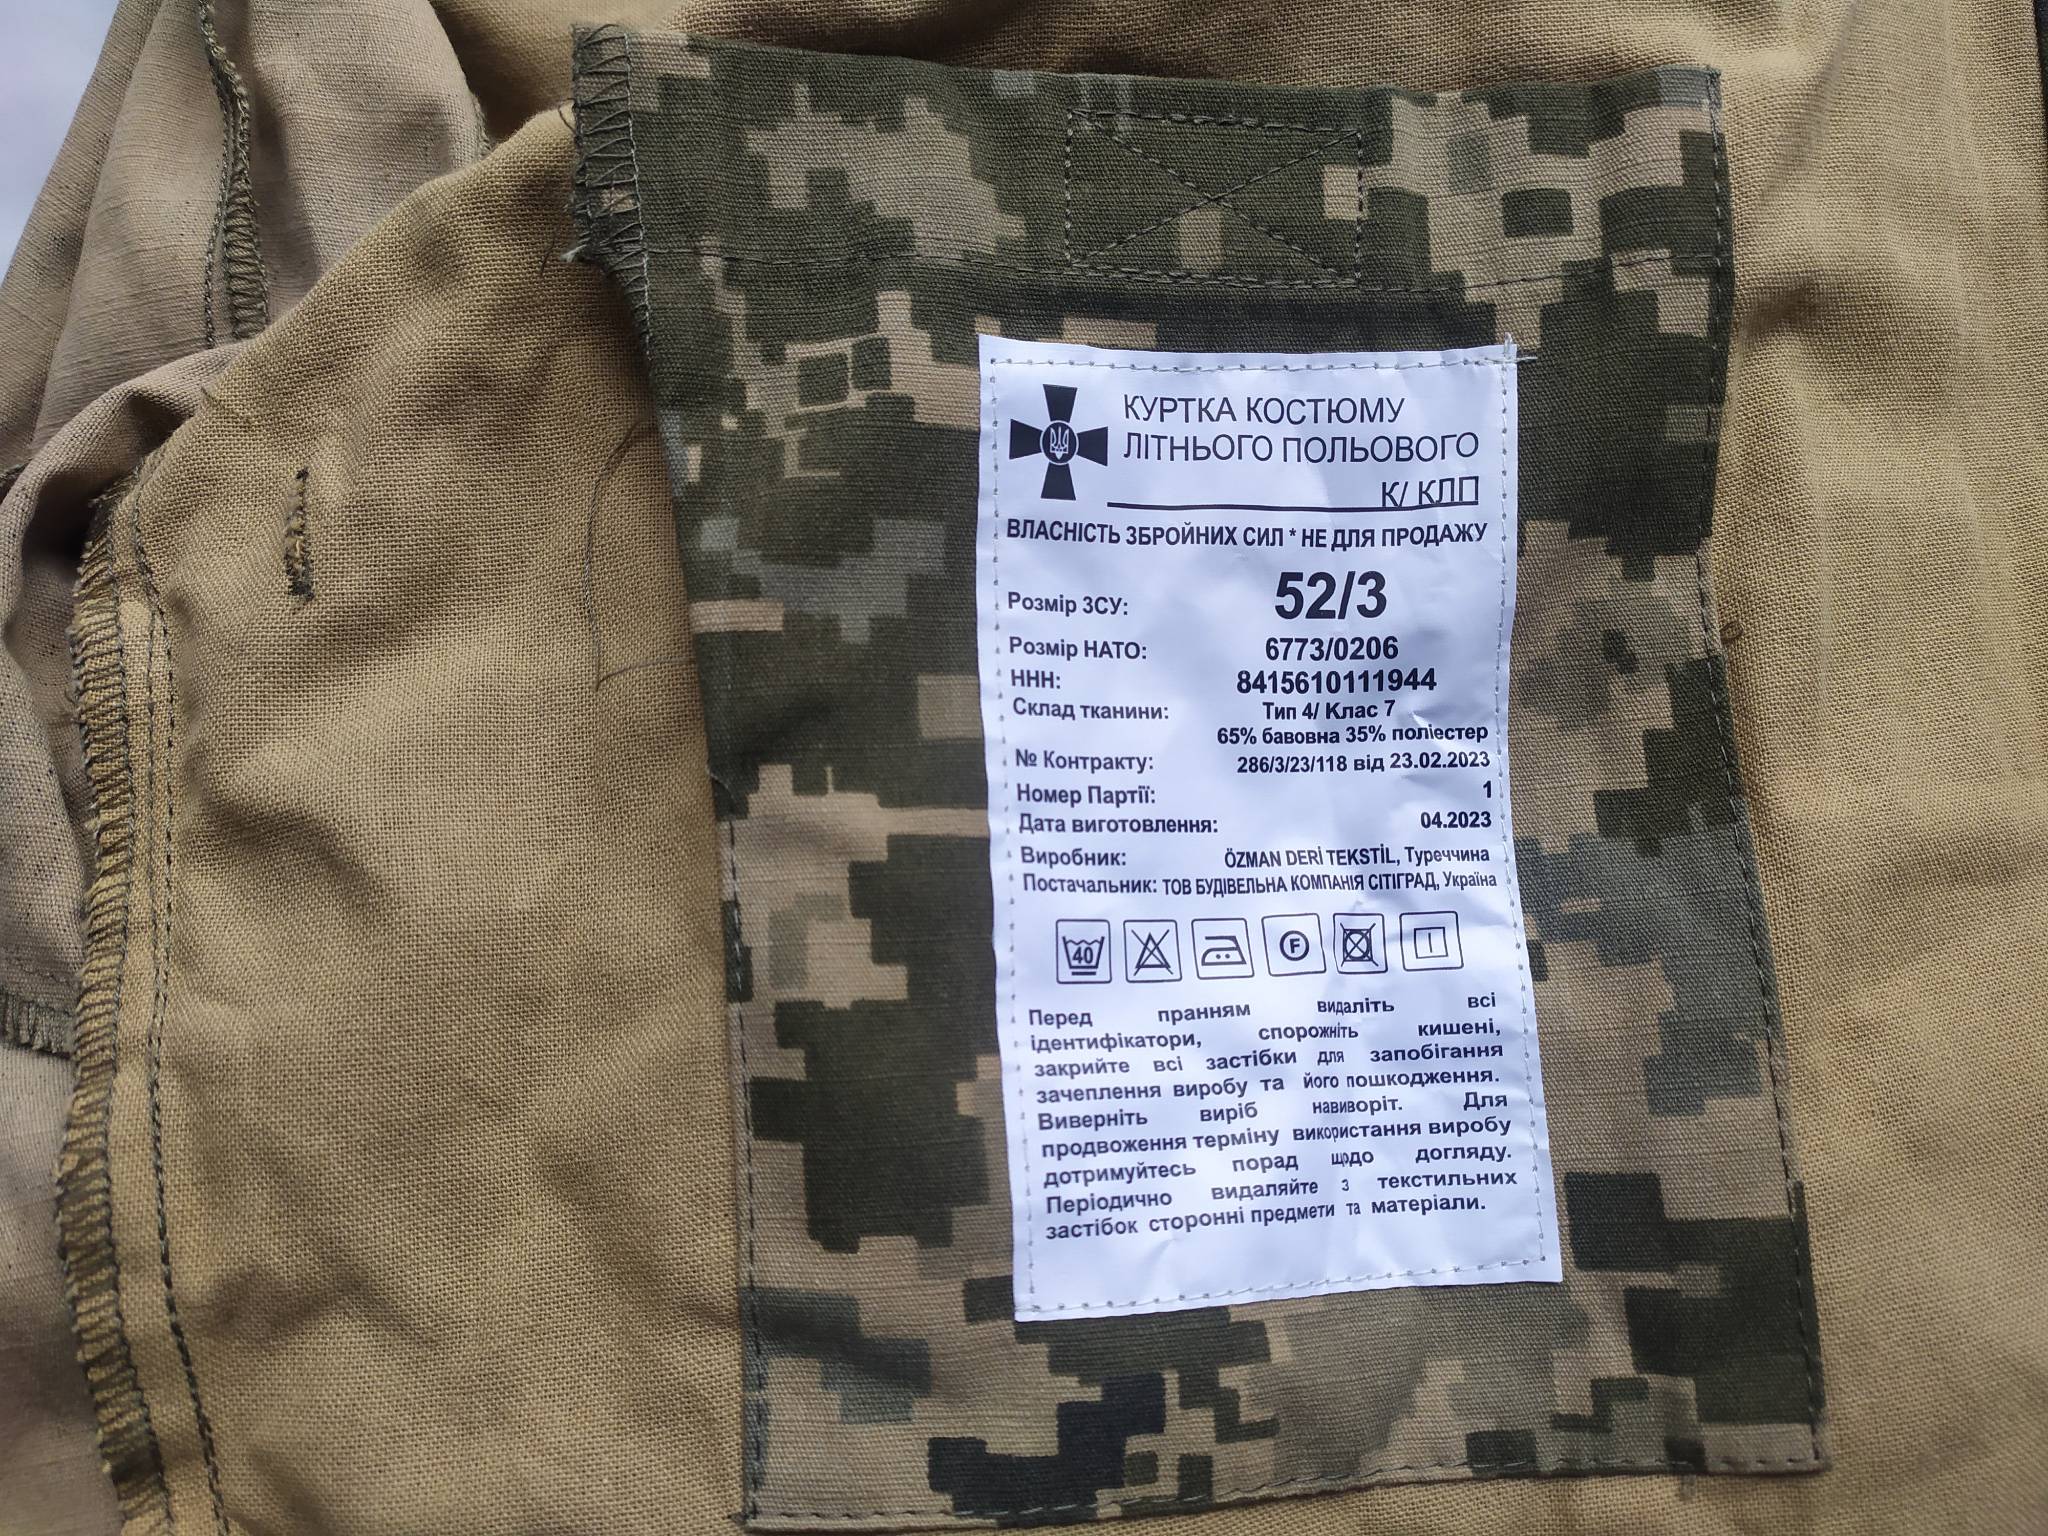 КУРТКА КОСТЮМУ
ЛІТНЬОГО ПОЛЬОВОГО
К/ КЛП
ВЛАСНІСТЬ ЗБРОЙНИХ СИЛ * НЕ ДЛЯ ПРОДАЖУ
Розмір ЗСУ: 52/3
Розмір НАТО: 6773/0206
ННН: 8415610111944
Склад тканини: Тип 4/ Клас 7
65% бавовна 35% поліестер
№ Контракту: 286/3/23/118 від 23.02.2023
Номер Партії: 1
Дата виготовлення: 04.2023
Виробник: ÖZMAN DERİ TEKSTİL, Туреччина
Постачальник: ТОВ БУДІВЕЛЬНА КОМПАНІЯ СІТІГРАД, Україна
40 F
Перед пранням видаліть всі
ідентифікатори, спорожніть кишені,
закрийте всі застібки для запобігання
зачеплення виробу та його пошкодження.
Виверніть виріб навиворіт. Для
продвоження терміну використання виробу
дотримуйтесь порад щодо догляду.
Періодично видаляйте з текстильних
застібок сторонні предмети та матеріали.